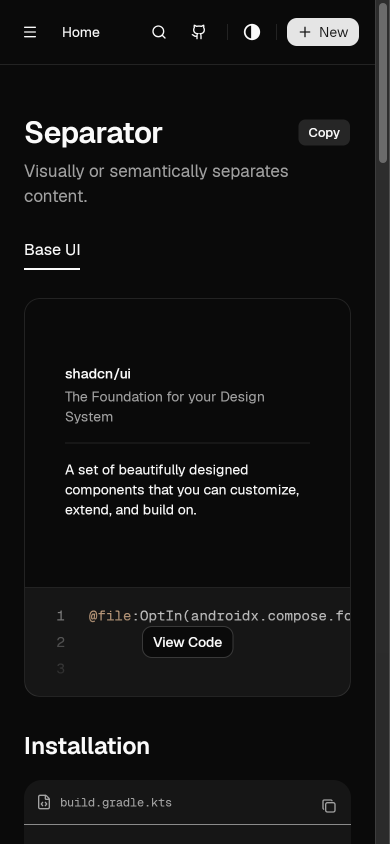 Home
New
Separator
Copy
Visually or semantically separates
content.
Base UI
shadcn/ui
The Foundation for your Design
System
A set of beautifully designed
components that you can customize,
extend, and build on.
1 @file:OptIn(androidx.compose.fo
2
View Code
3
Installation
build.gradle.kts